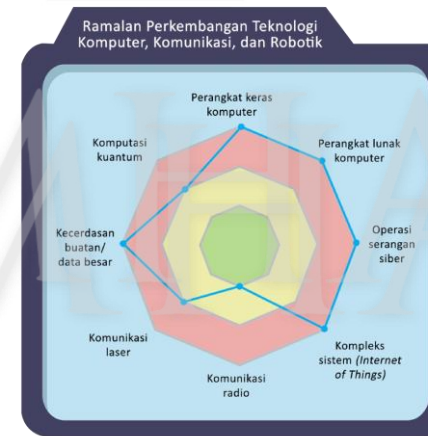 Ramalan Perkembangan Teknologi
Komputer, Komunikasi, dan Robotik
Perangkat keras
komputer
Komputasi
kuantum
Perangkat lunak
komputer
Kecerdasan
buatan/
data besar
Operasi
serangan
siber
Komunikasi
laser
Kompleks
sistem (Internet
of Things)
Komunikasi
radio